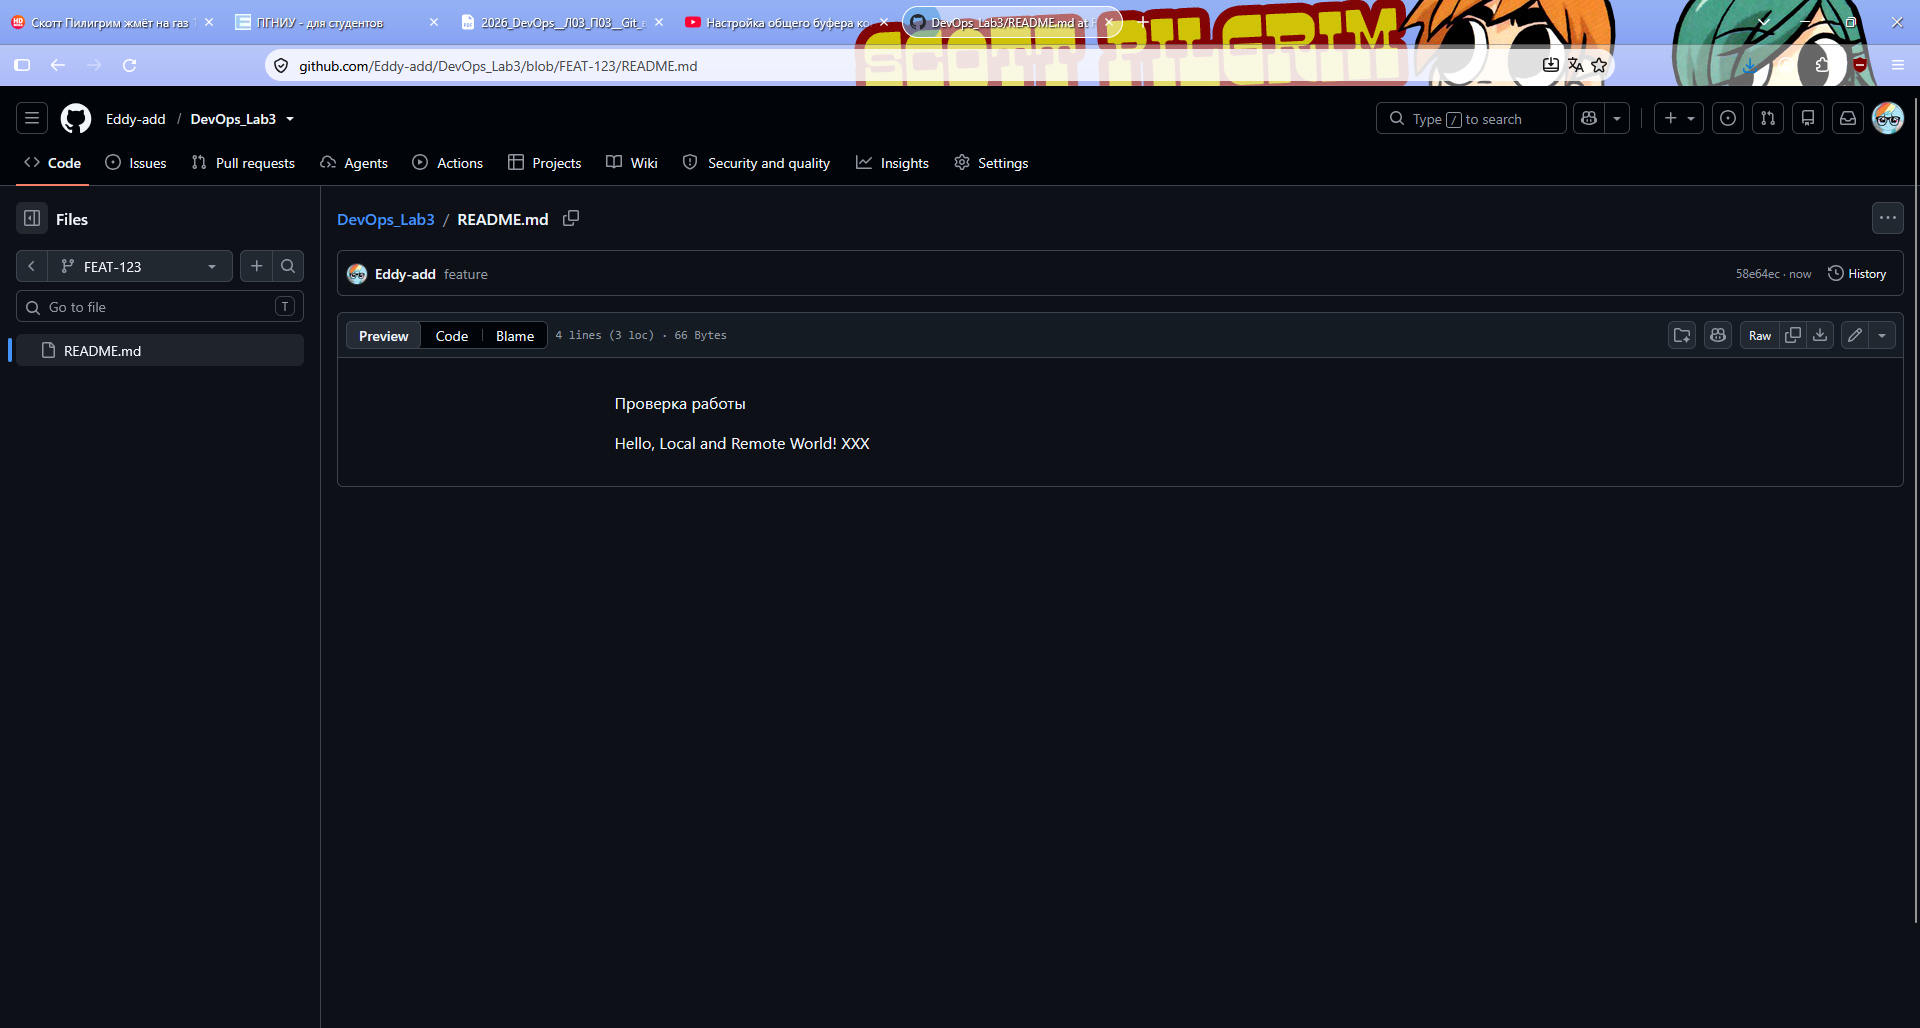 Скотт Пилигрим жмёт на газ
ПГНИУ - для студентов
2026_DevOps__Л03_П03__Git_
Настройка общего буфера ко
DevOps_Lab3/README.md at F
SCOTT PILGRIM
github.com/Eddy-add/DevOps_Lab3/blob/FEAT-123/README.md
Eddy-add / DevOps_Lab3
Type / to search
Code
Issues
Pull requests
Agents
Actions
Projects
Wiki
Security and quality
Insights
Settings
Files
DevOps_Lab3 / README.md
FEAT-123
Eddy-add feature
58e64ec · now
History
Go to file
T
Preview
Code
Blame
4 lines (3 loc) · 66 Bytes
Raw
README.md
Проверка работы
Hello, Local and Remote World! XXX